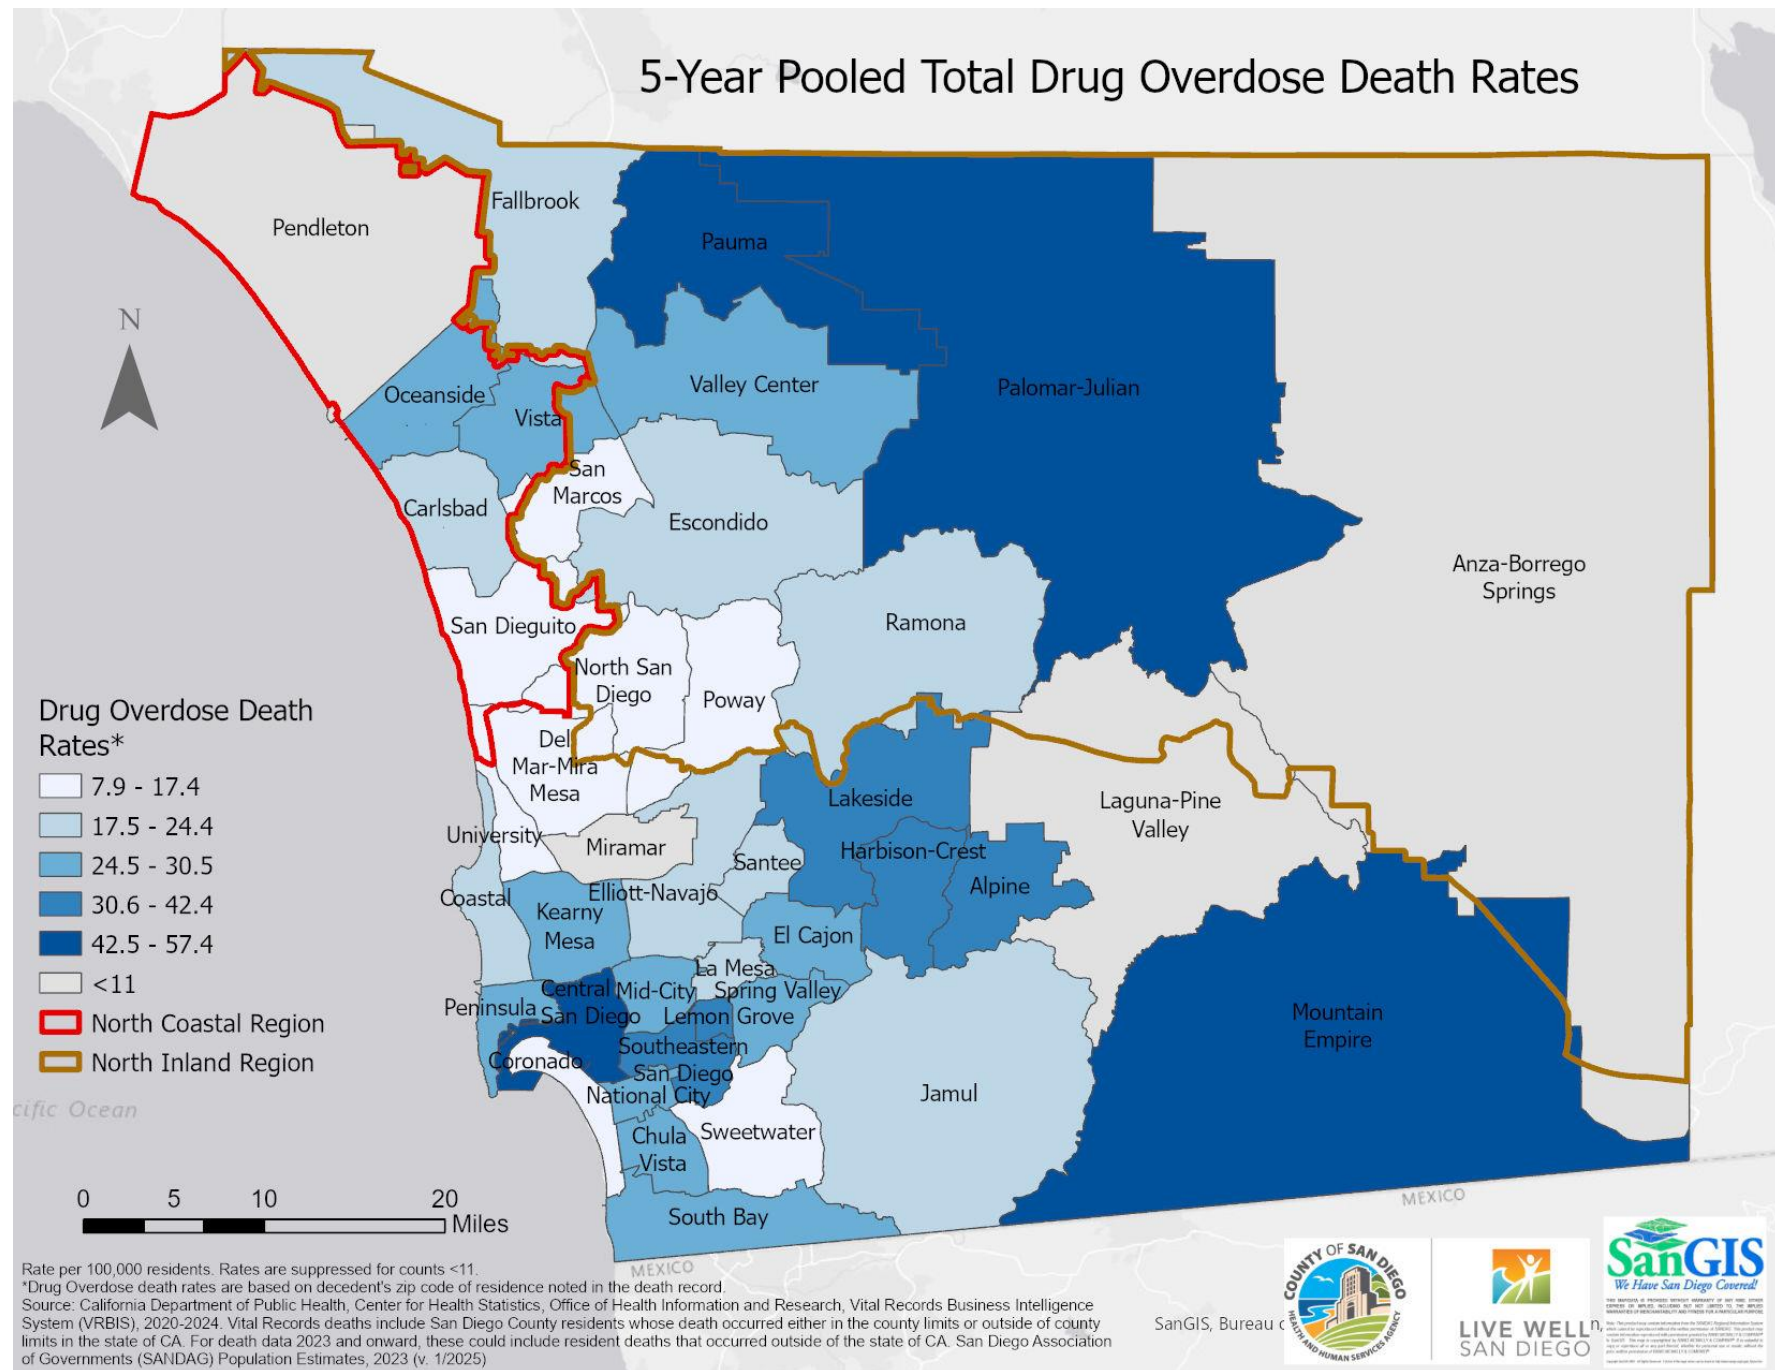 5-Year Pooled Total Drug Overdose Death Rates
Pendleton
Fallbrook
Pauma
N
Oceanside
Vista
Valley Center
Palomar-Julian
San
Marcos
Carlsbad
Escondido
Anza-Borrego
Springs
San Dieguito
Ramona
North San
Diego
Poway
Del
Mar-Mira
Mesa
Lakeside
Laguna-Pine
Valley
University
Miramar
Santee
Harbison-Crest
Alpine
Coastal
Elliott-Navajo
Kearny
Mesa
El Cajon
La Mesa
Peninsula
Central
San Diego
Mid-City
Spring Valley
Lemon Grove
Mountain
Empire
Coronado
Southeastern
San Diego
National City
Jamul
Chula
Vista
Sweetwater
South Bay
MEXICO
MEXICO
cific Ocean
Drug Overdose Death
Rates*
7.9 - 17.4
17.5 - 24.4
24.5 - 30.5
30.6 - 42.4
42.5 - 57.4
<11
North Coastal Region
North Inland Region
0 5 10 20
Miles
Rate per 100,000 residents. Rates are suppressed for counts <11.
*Drug Overdose death rates are based on decedent's zip code of residence noted in the death record.
Source: California Department of Public Health, Center for Health Statistics, Office of Health Information and Research, Vital Records Business Intelligence
System (VRBIS), 2020-2024. Vital Records deaths include San Diego County residents whose death occurred either in the county limits or outside of county
limits in the state of CA. For death data 2023 and onward, these could include resident deaths that occurred outside of the state of CA. San Diego Association
of Governments (SANDAG) Population Estimates, 2023 (v. 1/2025)
SanGIS, Bureau
COUNTY OF SAN DIEGO
HEALTH AND HUMAN SERVICES AGENCY
LIVE WELL
SAN DIEGO
SanGIS
We Have San Diego Covered!